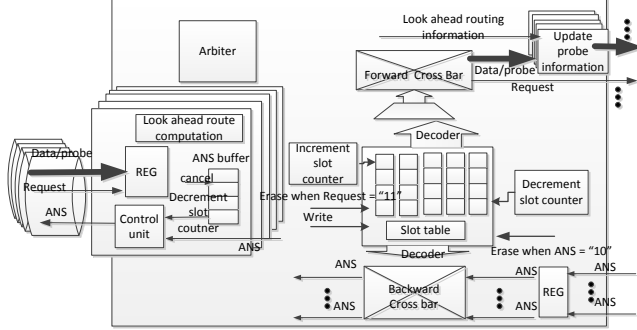 Look ahead routing
information
Update
probe
information
Arbiter
Forward Cross Bar
Data/probe
Request
Look ahead route
computation
Decoder
Data/probe
REG
ANS buffer
cancel
Increment
slot
counter
Request
Erase when Request = "11"
Decrement
slot
coutner
Decrement
slot counter
ANS
Control
unit
Write
Slot table
ANS
Decoder
Erase when ANS = "10"
ANS
Backward
Cross bar
ANS
REG
ANS
ANS
ANS
ANS